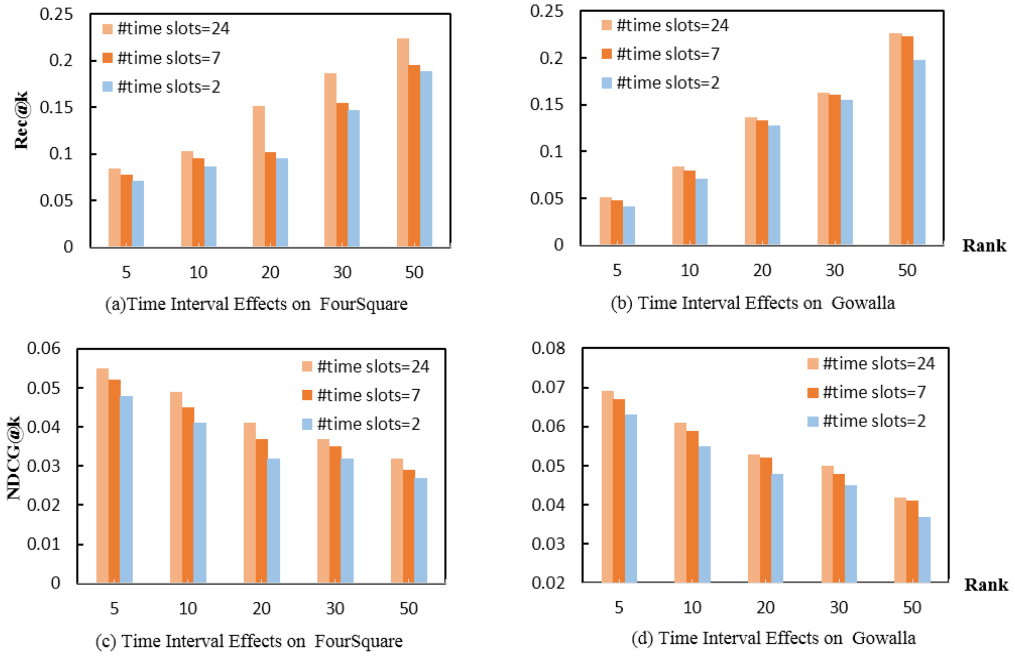 0.25
0.2
0.15
0.1
0.05
0
Rec@k
#time slots=24
#time slots=7
#time slots=2
5 10 20 30 50
(a)Time Interval Effects on FourSquare
0.25
0.2
0.15
0.1
0.05
0
#time slots=24
#time slots=7
#time slots=2
5 10 20 30 50
Rank
(b) Time Interval Effects on Gowalla
0.06
0.05
0.04
0.03
0.02
0.01
0
NDCG@k
#time slots=24
#time slots=7
#time slots=2
5 10 20 30 50
(c) Time Interval Effects on FourSquare
0.08
0.07
0.06
0.05
0.04
0.03
0.02
#time slots=24
#time slots=7
#time slots=2
5 10 20 30 50
Rank
(d) Time Interval Effects on Gowalla